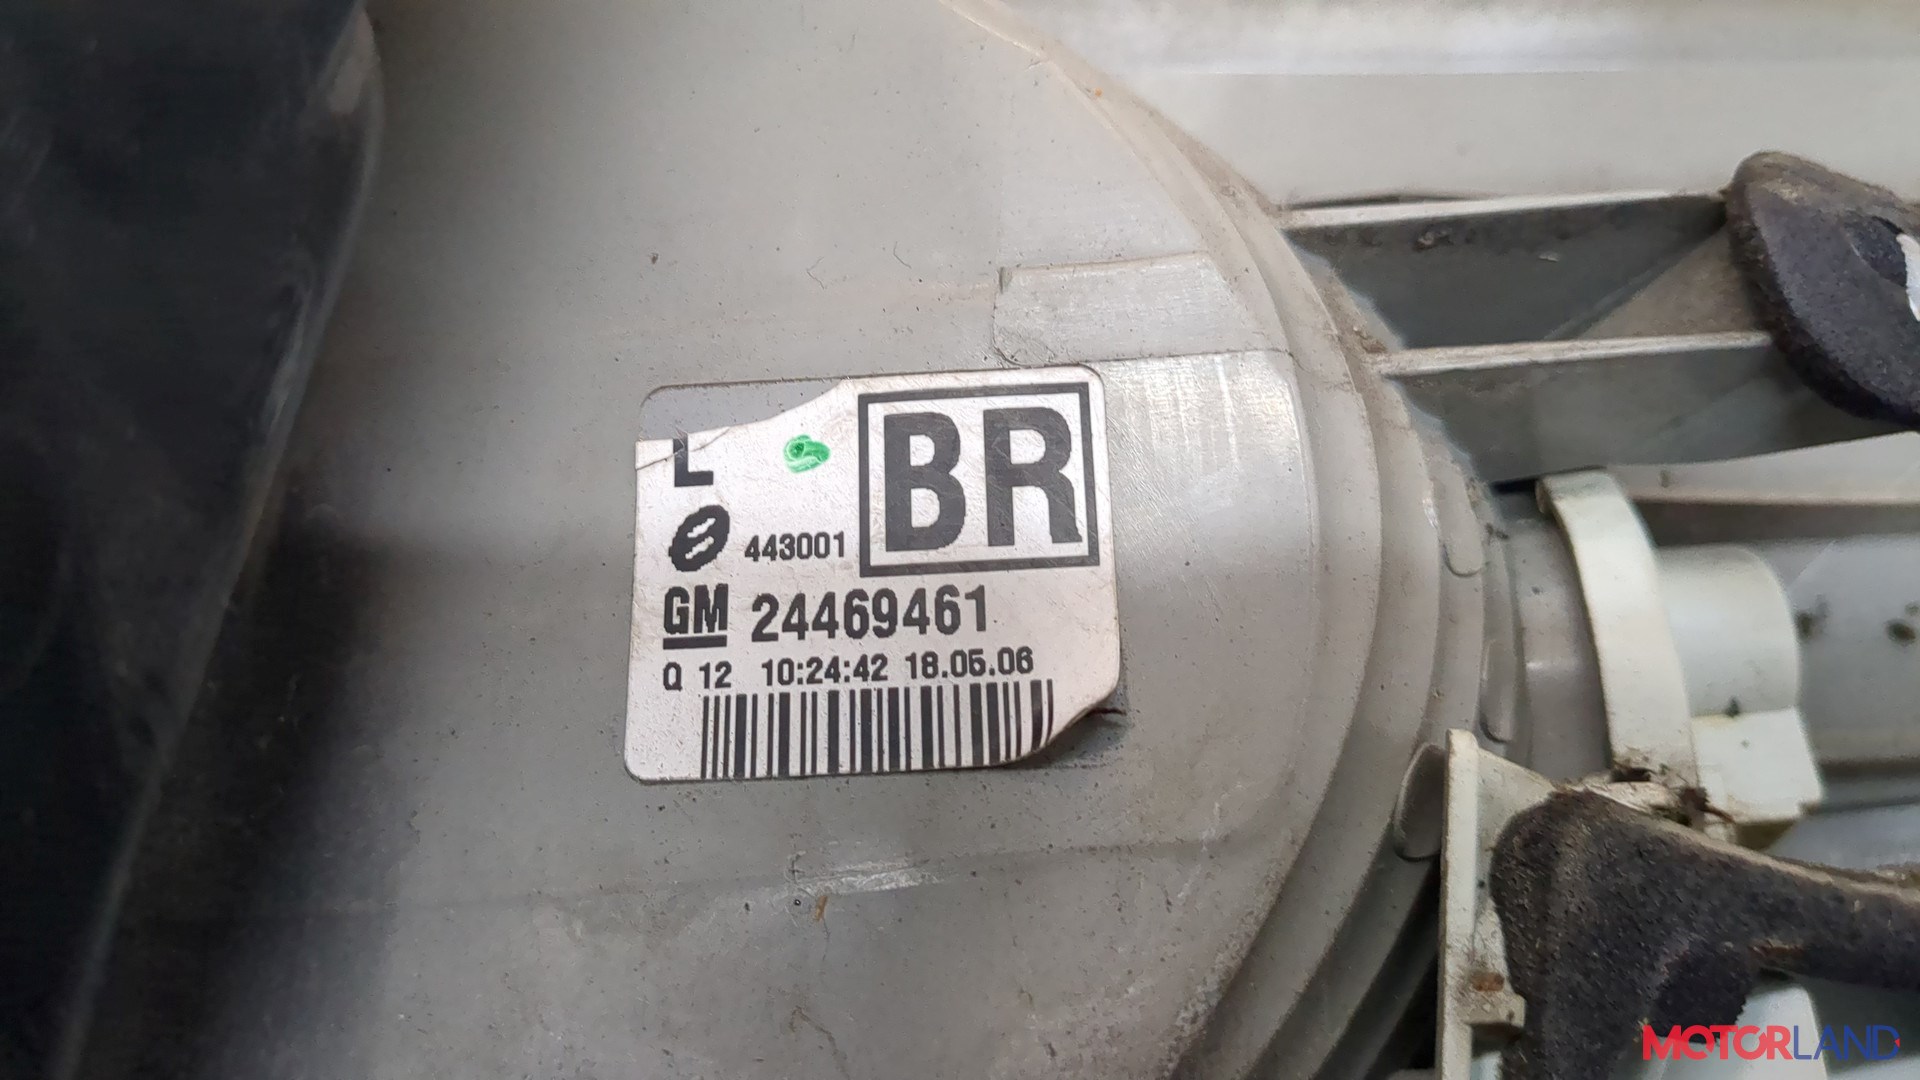 L
BR
443001
GM 24469461
Q 12 10:24:42 18.05.06
MOTORLAND